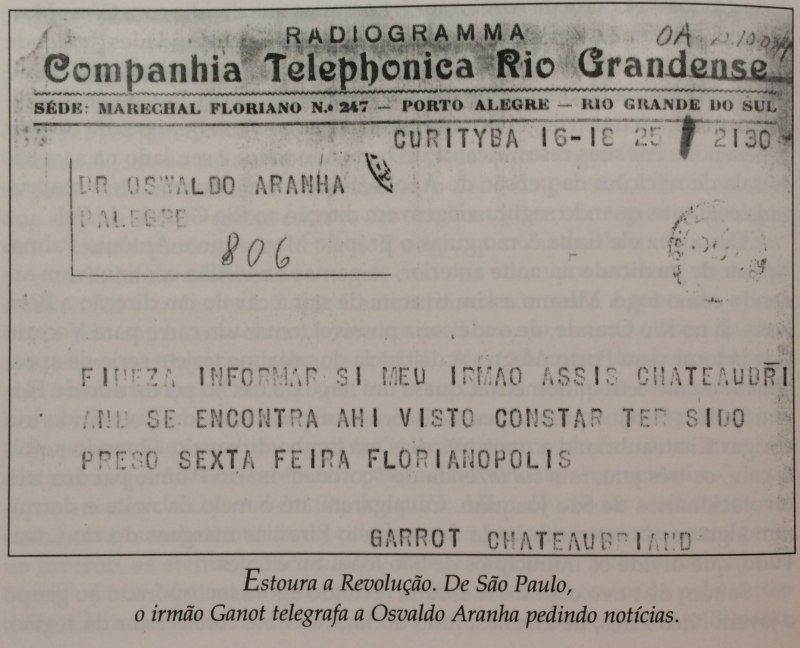 RADIOGRAMMA
OA
Companhia Telephonica Rio Grandense
SÉDE: MARECHAL FLORIANO N.º 247 — PORTO ALEGRE — RIO GRANDE DO SUL
CURITYBA 16-18 25 2130
DR OSWALDO ARANHA
PALEGRE
806
FINEZA INFORMAR SI MEU IRMAO ASSIS CHATEAUBRI
AND SE ENCONTRA AHI VISTO CONSTAR TER SIDO
PRESO SEXTA FEIRA FLORIANOPOLIS
GARROT CHATEAUBRIAND
Estoura a Revolução. De São Paulo,
o irmão Ganot telegrafa a Osvaldo Aranha pedindo notícias.